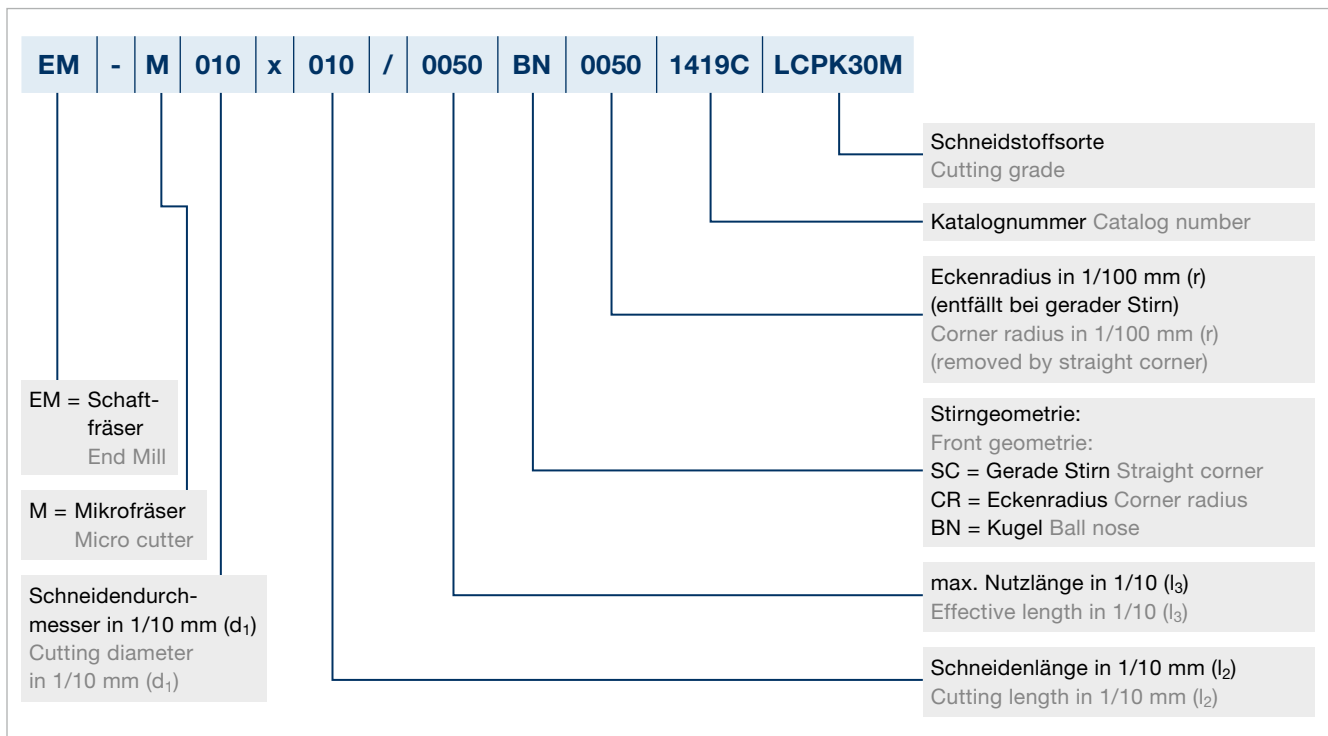 EM - M 010 x 010 / 0050 BN 0050 1419C LCPK30M
Schneidstoffsorte
Cutting grade
Katalognummer Catalog number
Eckenradius in 1/100 mm (r)
(entfällt bei gerader Stirn)
Corner radius in 1/100 mm (r)
(removed by straight corner)
EM = Schaft-
fräser
End Mill
Stirngeometrie:
Front geometrie:
SC = Gerade Stirn Straight corner
CR = Eckenradius Corner radius
BN = Kugel Ball nose
M = Mikrofräser
Micro cutter
Schneidendurch-
messer in 1/10 mm (d₁)
Cutting diameter
in 1/10 mm (d₁)
max. Nutzlänge in 1/10 (l₃)
Effective length in 1/10 (l₃)
Schneidenlänge in 1/10 mm (l₂)
Cutting length in 1/10 mm (l₂)